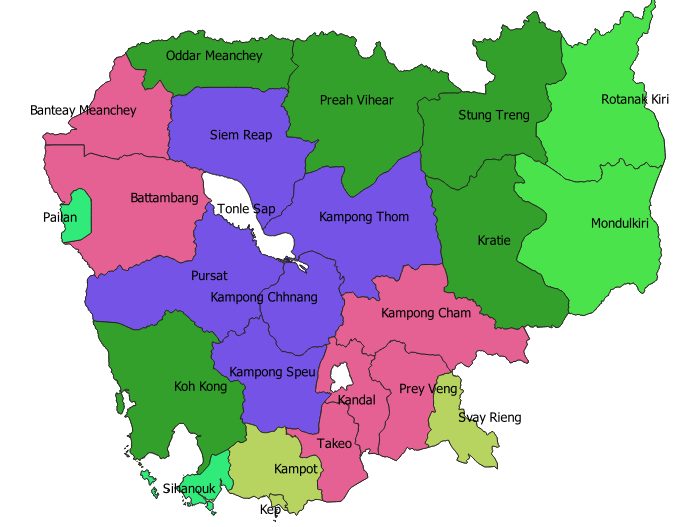 Oddar Meanchey
Preah Vihear
Rotanak Kiri
Banteay Meanchey
Stung Treng
Siem Reap
Battambang
Tonle Sap
Pailan
Kampong Thom
Mondulkiri
Kratie
Pursat
Kampong Chhnang
Kampong Cham
Kampong Speu
Koh Kong
Prey Veng
Kandal
Svay Rieng
Takeo
Kampot
Sihanouk
Kep